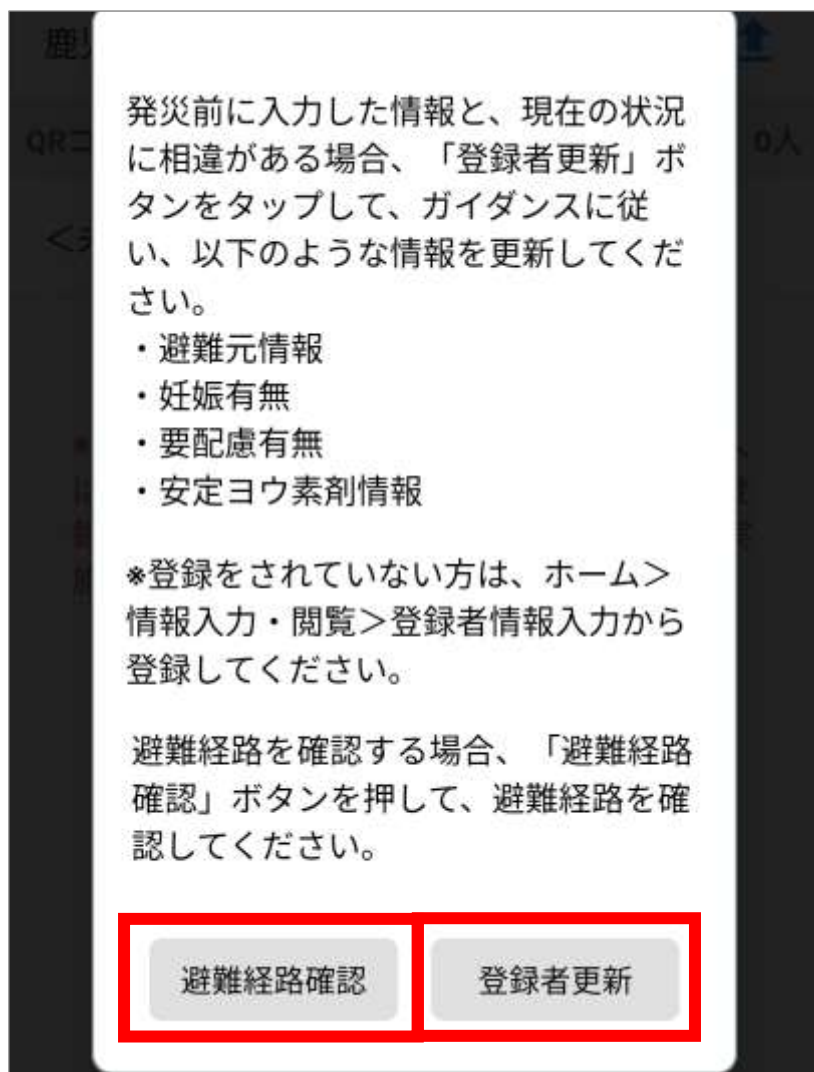 鹿
発災前に入力した情報と、現在の状況
に相違がある場合、「登録者更新」ボ
タンをタップして、ガイダンスに従
い、以下のような情報を更新してくだ
さい。
・避難元情報
・妊娠有無
・要配慮有無
・安定ヨウ素剤情報
※登録をされていない方は、ホーム＞
情報入力・閲覧＞登録者情報入力から
登録してください。
避難経路を確認する場合、「避難経路
確認」ボタンを押して、避難経路を確
認してください。
避難経路確認
登録者更新
QRコ
0人